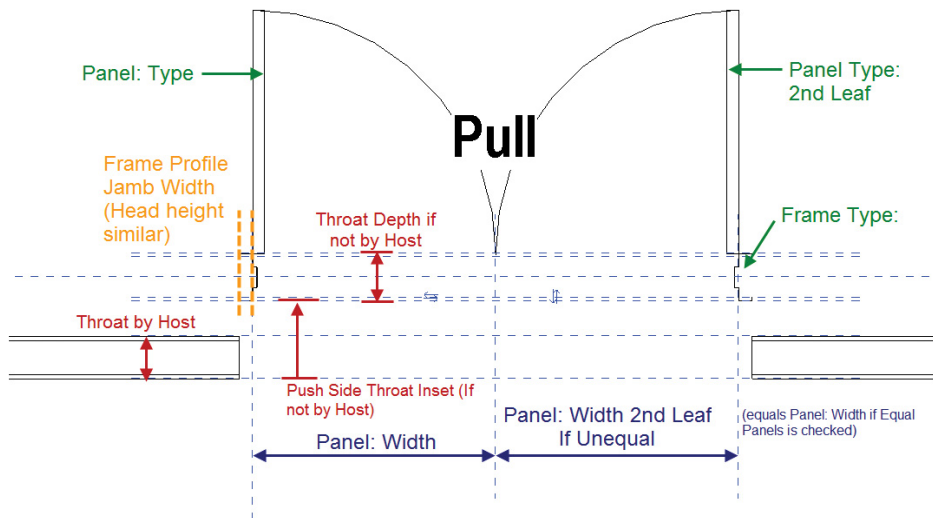 Panel: Type
Panel Type:
2nd Leaf
Pull
Frame Profile
Jamb Width
(Head height
similar)
Throat Depth if
not by Host
Frame Type:
Throat by Host
Push Side Throat Inset (If
not by Host)
Panel: Width
Panel: Width 2nd Leaf
If Unequal
(equals Panel: Width if Equal
Panels is checked)